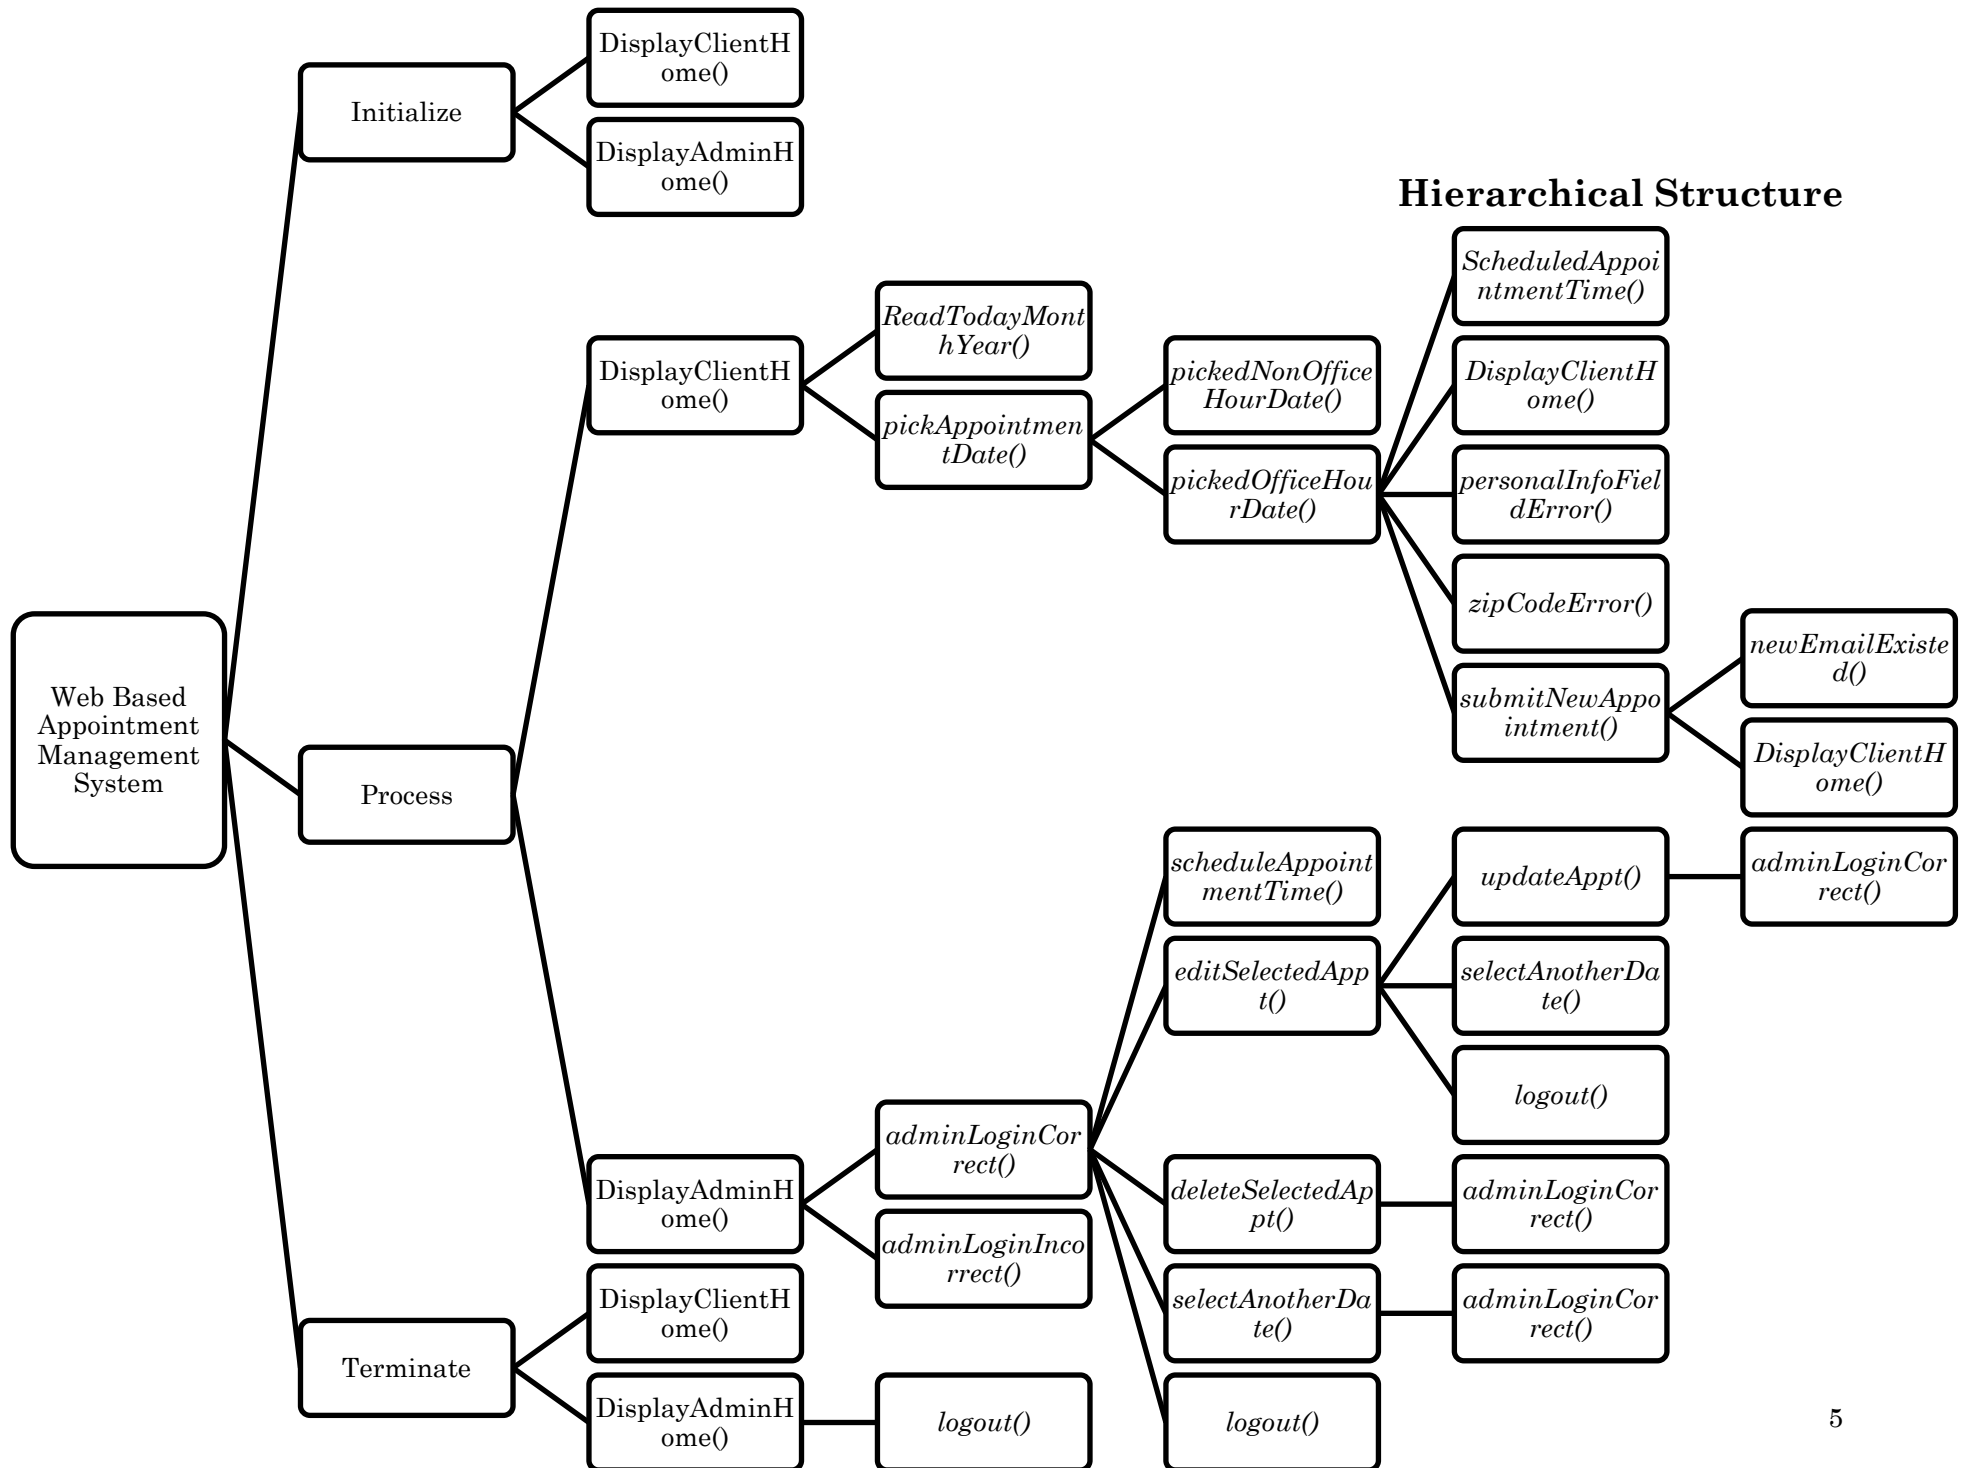 Hierarchical Structure
Web Based
Appointment
Management
System
Initialize
DisplayClientH
ome()
DisplayAdminH
ome()
Process
DisplayClientH
ome()
ReadTodayMont
hYear()
pickAppointmen
tDate()
pickedNonOffice
HourDate()
pickedOfficeHou
rDate()
ScheduledAppoi
ntmentTime()
DisplayClientH
ome()
personalInfoFiel
dError()
zipCodeError()
submitNewAppo
intment()
newEmailExiste
d()
DisplayClientH
ome()
DisplayAdminH
ome()
adminLoginCor
rect()
scheduleAppoint
mentTime()
editSelectedApp
t()
updateAppt()
adminLoginCor
rect()
selectAnotherDa
te()
logout()
deleteSelectedAp
pt()
adminLoginCor
rect()
selectAnotherDa
te()
adminLoginCor
rect()
logout()
adminLoginInco
rrect()
Terminate
DisplayClientH
ome()
DisplayAdminH
ome()
logout()
5